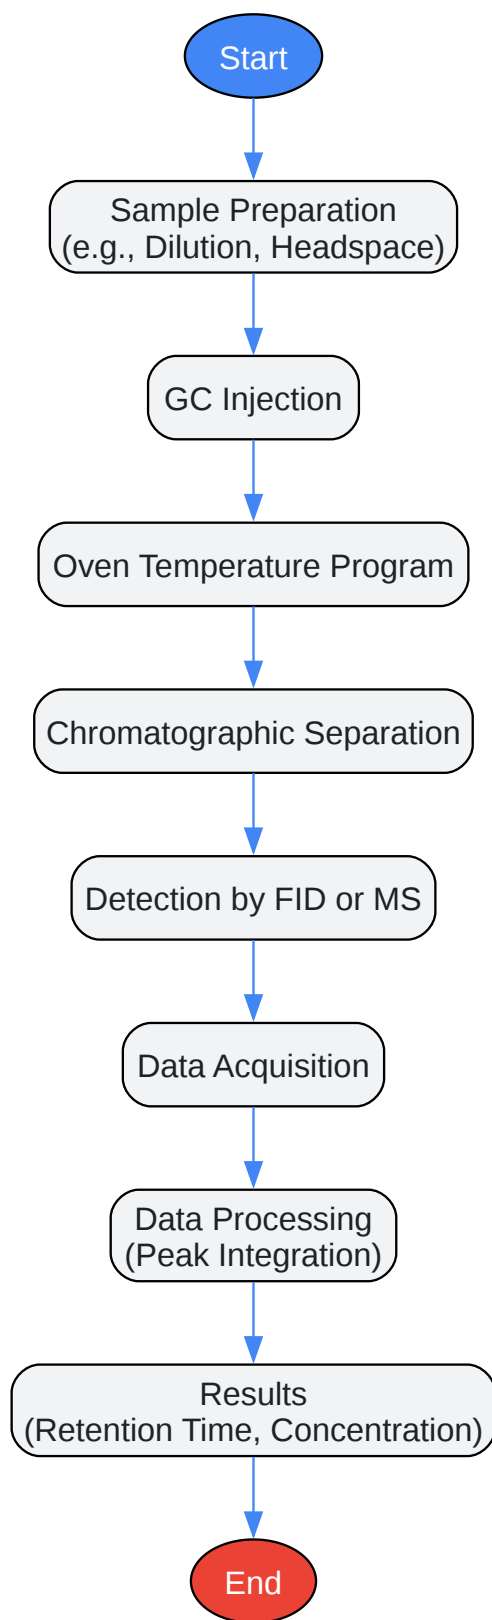 Start
Sample Preparation
(e.g., Dilution, Headspace)
GC Injection
Oven Temperature Program
Chromatographic Separation
Detection by FID or MS
Data Acquisition
Data Processing
(Peak Integration)
Results
(Retention Time, Concentration)
End